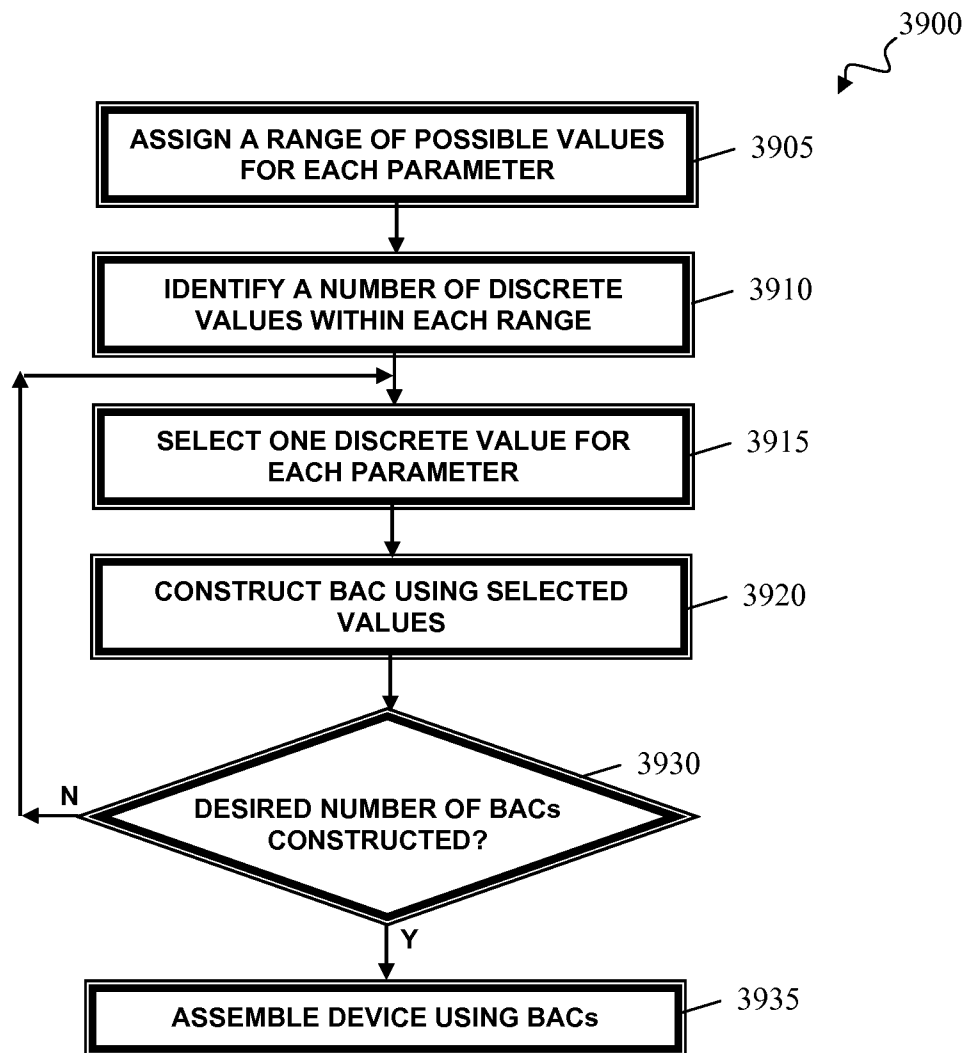 3900
ASSIGN A RANGE OF POSSIBLE VALUES
FOR EACH PARAMETER
3905
IDENTIFY A NUMBER OF DISCRETE
VALUES WITHIN EACH RANGE
3910
SELECT ONE DISCRETE VALUE FOR
EACH PARAMETER
3915
CONSTRUCT BAC USING SELECTED
VALUES
3920
N
3930
DESIRED NUMBER OF BACs
CONSTRUCTED?
Y
ASSEMBLE DEVICE USING BACs
3935